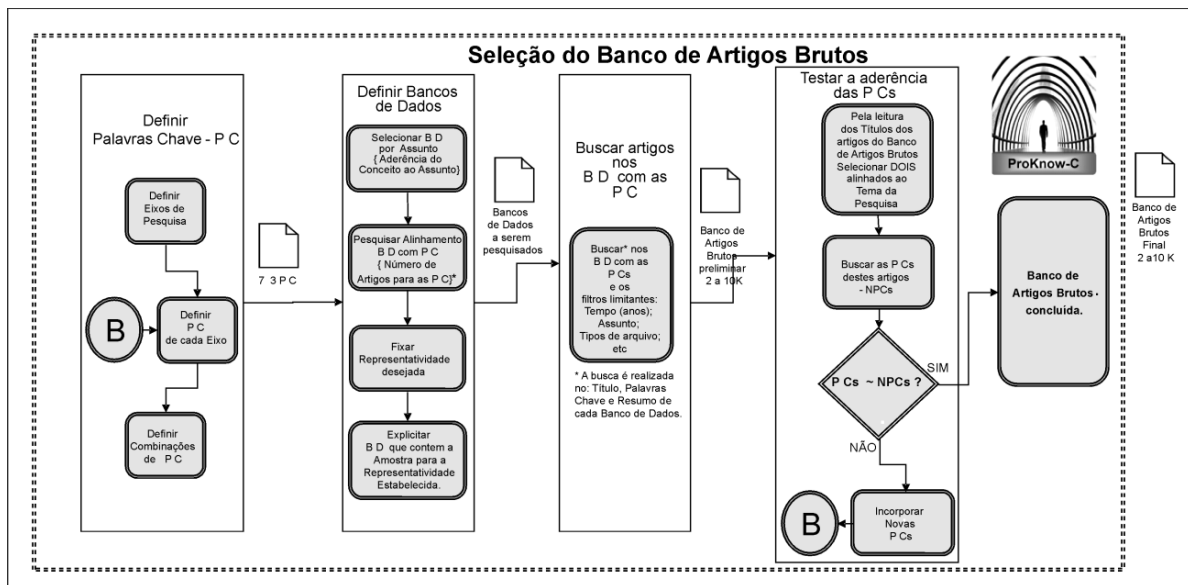 Seleção do Banco de Artigos Brutos
Definir
Palavras Chave - P C
Definir
Eixos de
Pesquisa
B
Definir
P C
de cada Eixo
Definir
Combinações
de P C
7 3 P C
Definir Bancos
de Dados
Selecionar B D
por Assunto
{ Aderência do
Conceito ao Assunto}
Pesquisar Alinhamento
B D com P C
{ Número de
Artigos para as P C}*
Fixar
Representatividade
desejada
Explicitar
B D que contem a
Amostra para a
Representatividade
Estabelecida.
Bancos
de Dados
a serem
pesquisados
Buscar artigos
nos
B D com as
P C
Buscar* nos
B D com as
P Cs
e os
filtros limitantes:
Tempo (anos);
Assunto;
Tipos de arquivo;
etc
* A busca é realizada
no: Título, Palavras
Chave e Resumo de
cada Banco de Dados.
Banco de
Artigos
Brutos
preliminar
2 a 10K
Testar a aderência
das P Cs
Pela leitura
dos Títulos dos
artigos do Banco
de Artigos Brutos
Selecionar DOIS
alinhados ao
Tema da
Pesquisa
Buscar as P Cs
destes artigos
- NPCs
P Cs ~ NPCs ?
SIM
NÃO
Incorporar
Novas
P Cs
B
ProKnow-C
Banco de
Artigos Brutos -
concluida.
Banco de
Artigos
Brutos
Final
2 a10 K